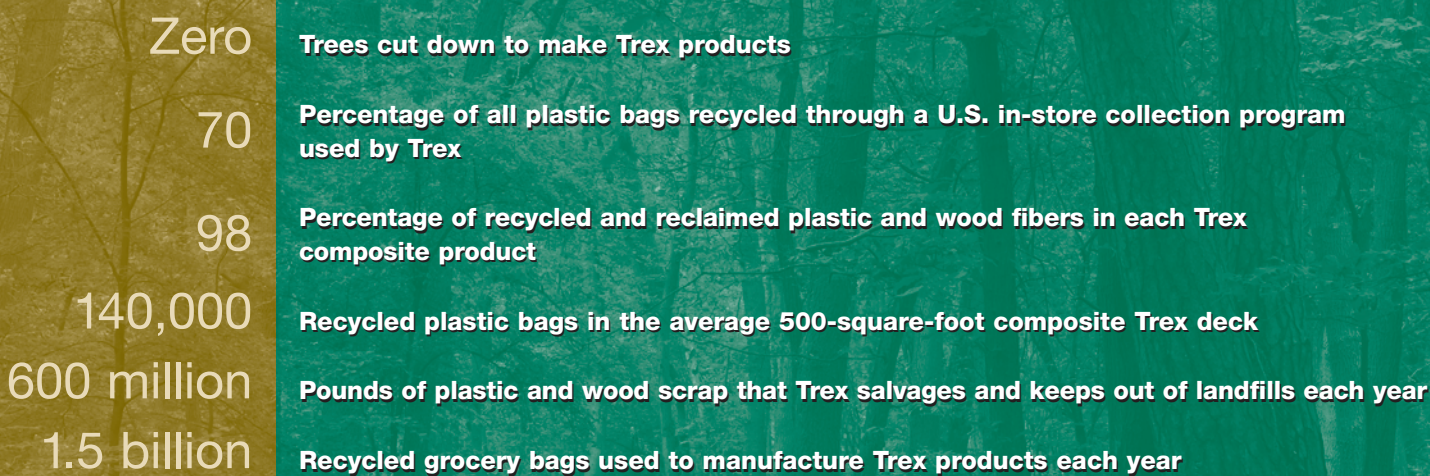 Zero
Trees cut down to make Trex products
70
Percentage of all plastic bags recycled through a U.S. in-store collection program
used by Trex
98
Percentage of recycled and reclaimed plastic and wood fibers in each Trex
composite product
140,000
Recycled plastic bags in the average 500-square-foot composite Trex deck
600 million
Pounds of plastic and wood scrap that Trex salvages and keeps out of landfills each year
1.5 billion
Recycled grocery bags used to manufacture Trex products each year